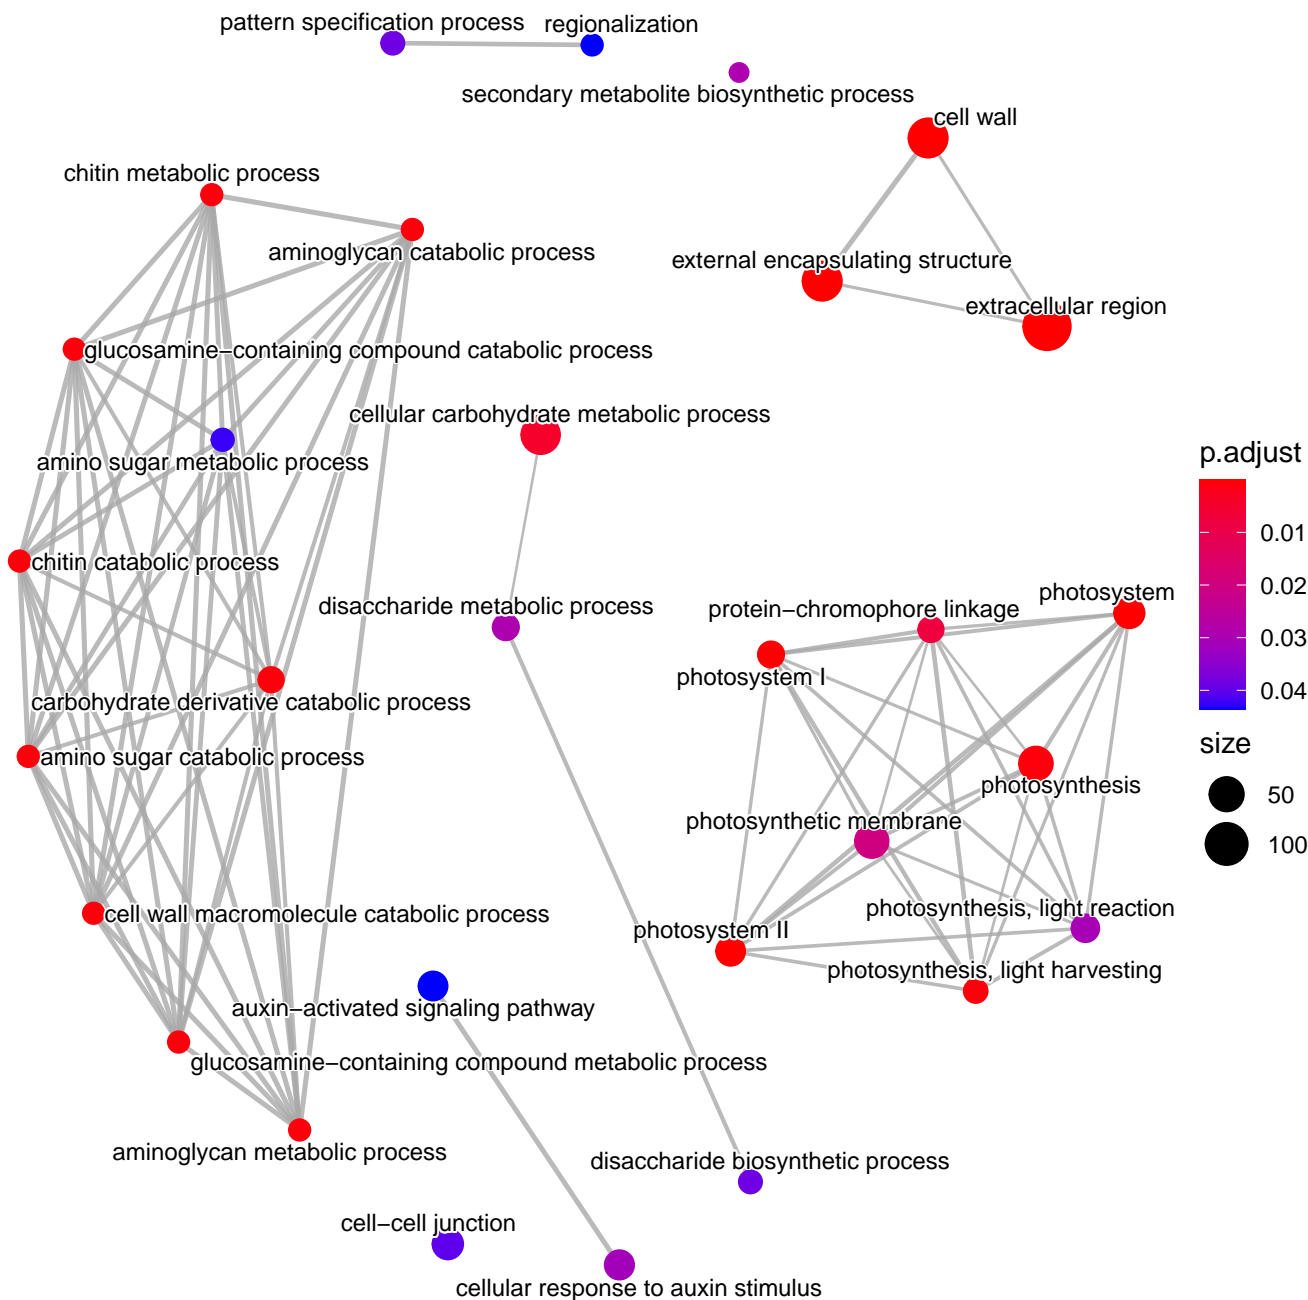 pattern specification process
regionalization
secondary metabolite biosynthetic process
cell wall
chitin metabolic process
aminoglycan catabolic process
external encapsulating structure
extracellular region
glucosamine−containing compound catabolic process
cellular carbohydrate metabolic process
amino sugar metabolic process
chitin catabolic process
disaccharide metabolic process
protein−chromophore linkage
photosystem
photosystem I
carbohydrate derivative catabolic process
amino sugar catabolic process
photosynthesis
photosynthetic membrane
cell wall macromolecule catabolic process
photosynthesis, light reaction
photosystem II
photosynthesis, light harvesting
auxin−activated signaling pathway
glucosamine−containing compound metabolic process
aminoglycan metabolic process
disaccharide biosynthetic process
cell−cell junction
cellular response to auxin stimulus
p.adjust
0.01
0.02
0.03
0.04
size
50
100